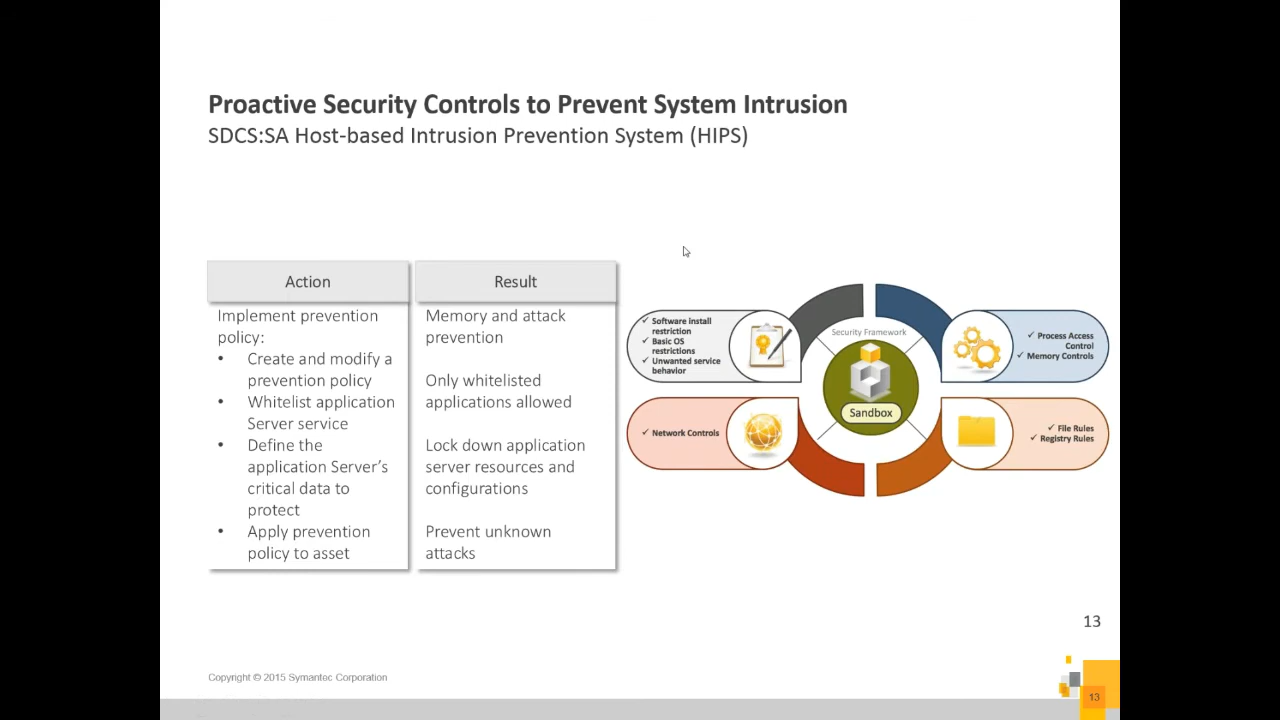 Proactive Security Controls to Prevent System Intrusion
SDCS:SA Host-based Intrusion Prevention System (HIPS)
Action
Implement prevention
policy:
• Create and modify a
prevention policy
• Whitelist application
Server service
• Define the
application Server's
critical data to
protect
• Apply prevention
policy to asset
Result
Memory and attack
prevention
Only whitelisted
applications allowed
Lock down application
server resources and
configurations
Prevent unknown
attacks
✓ Software install
restriction
✓ Basic OS
restrictions
✓ Unwanted service
behavior
Security Framework
Sandbox
✓ Process Access
Control
✓ Memory Controls
✓ Network Controls
✓ File Rules
✓ Registry Rules
13
Copyright © 2015 Symantec Corporation
13